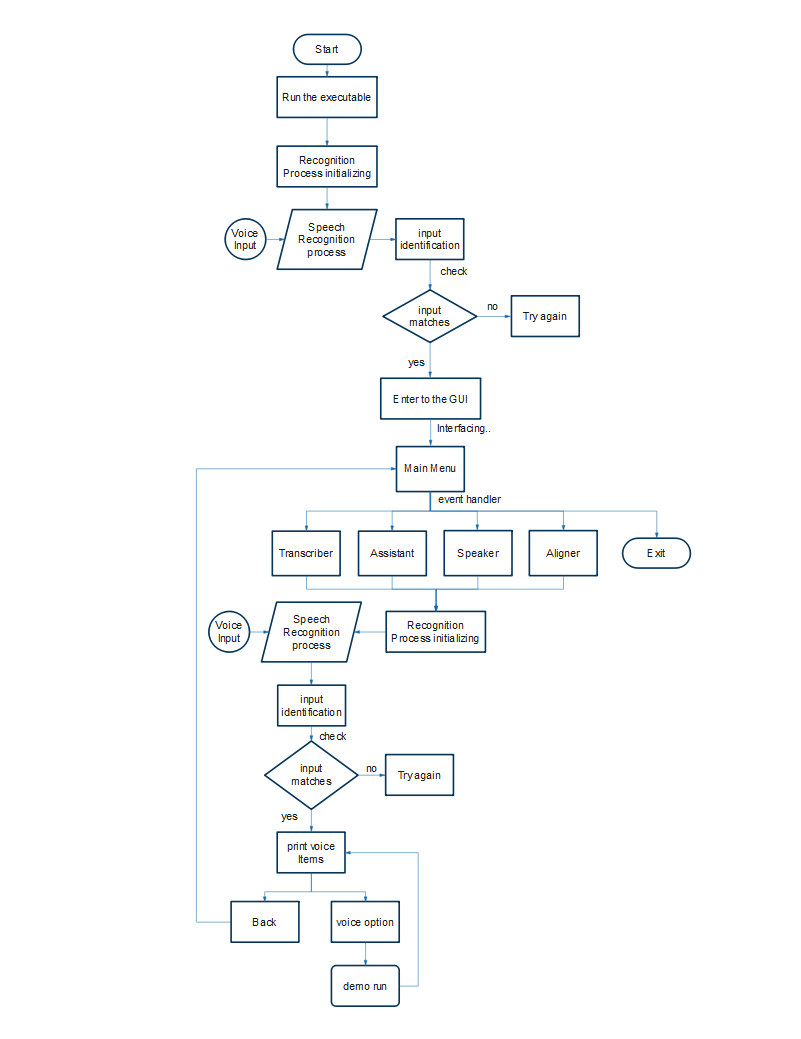 Start
Run the executable
Recognition
Process initializing
Voice
Input
Speech
Recognition
process
input
identification
check
input
matches
no
Try again
yes
Enter to the GUI
Interfacing..
Main Menu
event handler
Transcriber
Assistant
Speaker
Aligner
Exit
Voice
Input
Speech
Recognition
process
Recognition
Process initializing
input
identification
check
input
matches
no
Try again
yes
print voice
Items
Back
voice option
demo run